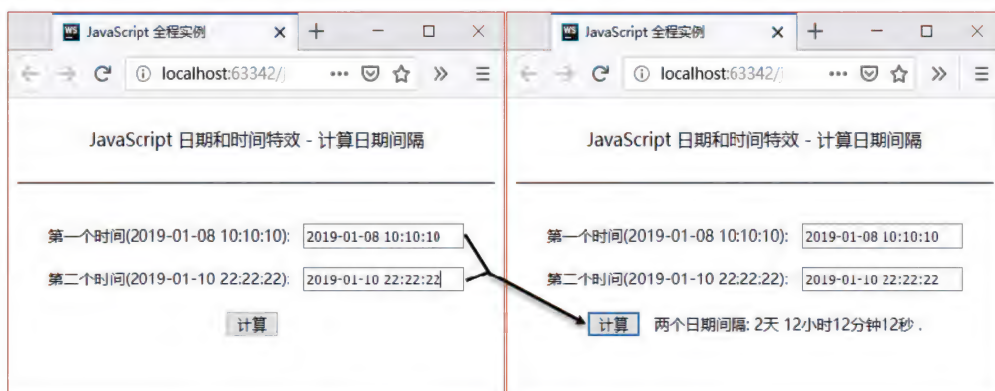 JavaScript 全程实例
localhost:63342/
JavaScript 日期和时间特效 - 计算日期间隔
第一个时间(2019-01-08 10:10:10): 2019-01-08 10:10:10
第二个时间(2019-01-10 22:22:22): 2019-01-10 22:22:22
计算
JavaScript 全程实例
localhost:63342/
JavaScript 日期和时间特效 - 计算日期间隔
第一个时间(2019-01-08 10:10:10): 2019-01-08 10:10:10
第二个时间(2019-01-10 22:22:22): 2019-01-10 22:22:22
计算 两个日期间隔: 2天 12小时12分钟12秒 .